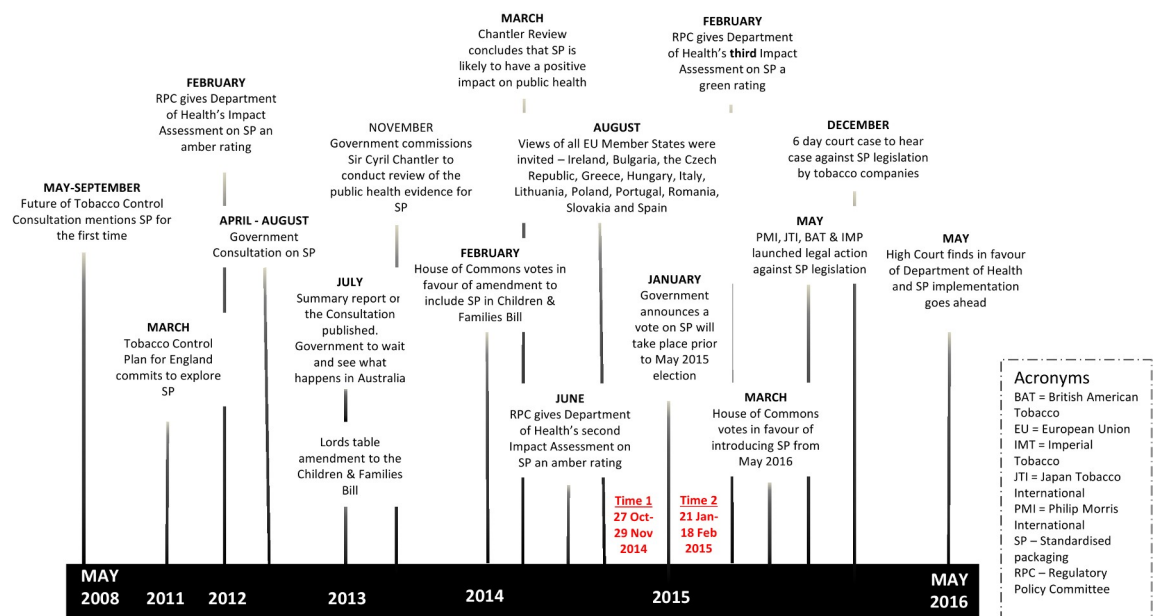 MAY-SEPTEMBER
Future of Tobacco Control
Consultation mentions SP for
the first time
MARCH
Tobacco Control
Plan for England
commits to explore
SP
FEBRUARY
RPC gives Department
of Health’s Impact
Assessment on SP an
amber rating
APRIL - AUGUST
Government
Consultation on SP
JULY
Summary report or
the Consultation
published.
Government to wait
and see what
happens in Australia
Lords table
amendment to the
Children & Families
Bill
NOVEMBER
Government commissions
Sir Cyril Chantler to
conduct review of the
public health evidence for
SP
FEBRUARY
House of Commons votes in
favour of amendment to
include SP in Children &
Families Bill
MARCH
Chantler Review
concludes that SP is
likely to have a positive
impact on public health
JUNE
RPC gives Department
of Health’s second
Impact Assessment on
SP an amber rating
AUGUST
Views of all EU Member States were
invited – Ireland, Bulgaria, the Czech
Republic, Greece, Hungary, Italy,
Lithuania, Poland, Portugal, Romania,
Slovakia and Spain
Time 1
27 Oct-
29 Nov
2014
JANUARY
Government
announces a
vote on SP will
take place prior
to May 2015
election
Time 2
21 Jan-
18 Feb
2015
FEBRUARY
RPC gives Department
of Health’s third Impact
Assessment on SP a
green rating
MARCH
House of Commons
votes in favour of
introducing SP from
May 2016
MAY
PMI, JTI, BAT & IMP
launched legal action
against SP legislation
DECEMBER
6 day court case to hear
case against SP legislation
by tobacco companies
MAY
High Court finds in favour
of Department of Health
and SP implementation
goes ahead
Acronyms
BAT = British American
Tobacco
EU = European Union
IMT = Imperial
Tobacco
JTI = Japan Tobacco
International
PMI = Philip Morris
International
SP – Standardised
packaging
RPC – Regulatory
Policy Committee
MAY
2008
2011
2012
2013
2014
2015
MAY
2016